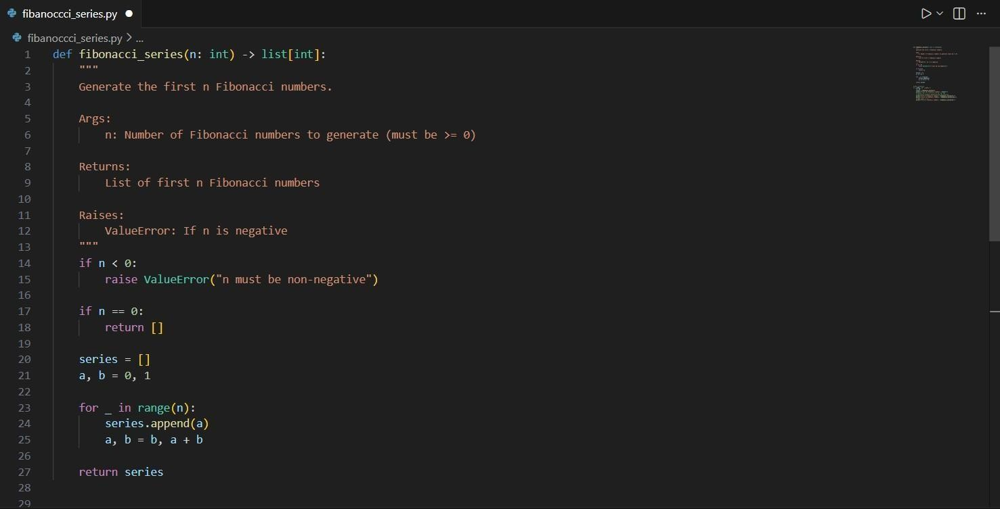 fibanoccci_series.py
fibanoccci_series.py > ...
1 def fibonacci_series(n: int) -> list[int]:
2     """
3     Generate the first n Fibonacci numbers.
4
5     Args:
6         n: Number of Fibonacci numbers to generate (must be >= 0)
7
8     Returns:
9         List of first n Fibonacci numbers
10
11     Raises:
12         ValueError: If n is negative
13     """
14     if n < 0:
15         raise ValueError("n must be non-negative")
16
17     if n == 0:
18         return []
19
20     series = []
21     a, b = 0, 1
22
23     for _ in range(n):
24         series.append(a)
25         a, b = b, a + b
26
27     return series
28
29